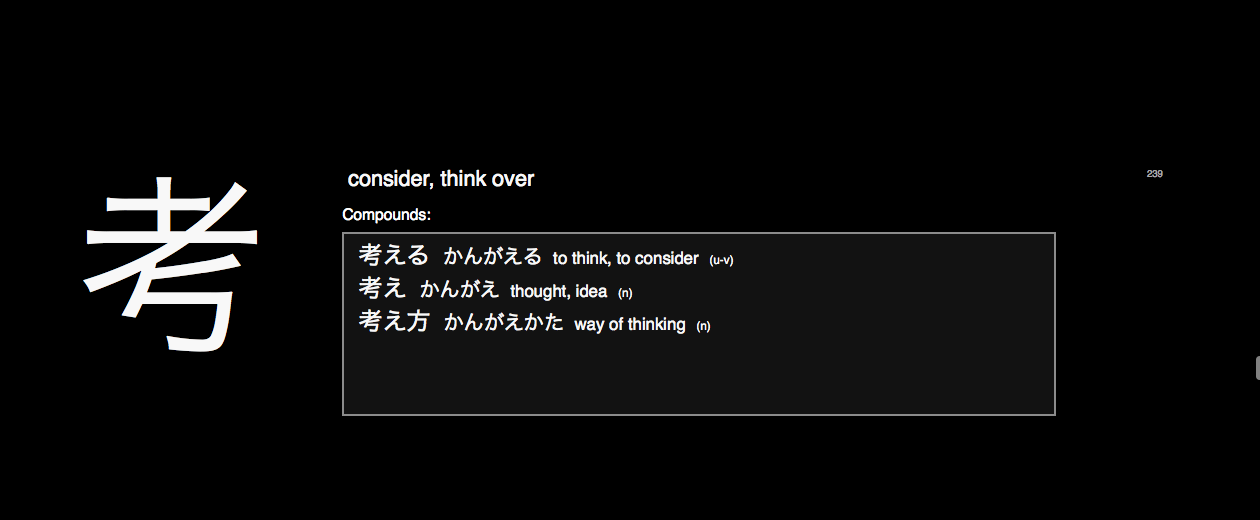 考
consider, think over
239
Compounds:
考える かんがえる to think, to consider (u-v)
考え かんがえ thought, idea (n)
考え方 かんがえかた way of thinking (n)